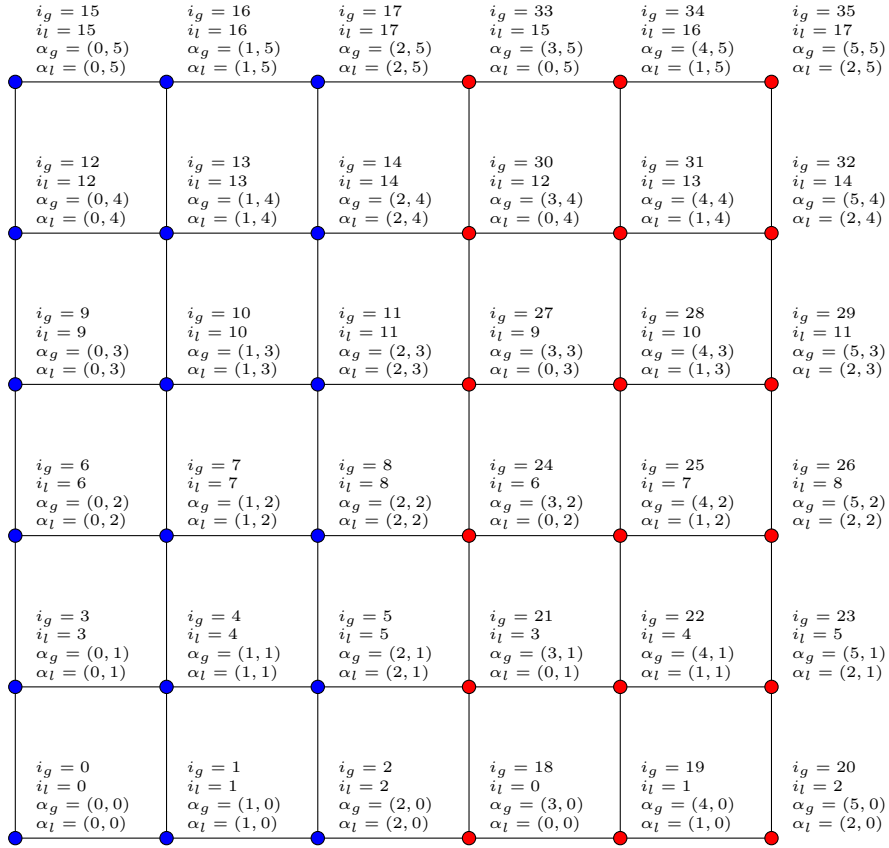 i_g = 15
i_l = 15
α_g = (0, 5)
α_l = (0, 5)
i_g = 16
i_l = 16
α_g = (1, 5)
α_l = (1, 5)
i_g = 17
i_l = 17
α_g = (2, 5)
α_l = (2, 5)
i_g = 33
i_l = 15
α_g = (3, 5)
α_l = (0, 5)
i_g = 34
i_l = 16
α_g = (4, 5)
α_l = (1, 5)
i_g = 35
i_l = 17
α_g = (5, 5)
α_l = (2, 5)
i_g = 12
i_l = 12
α_g = (0, 4)
α_l = (0, 4)
i_g = 13
i_l = 13
α_g = (1, 4)
α_l = (1, 4)
i_g = 14
i_l = 14
α_g = (2, 4)
α_l = (2, 4)
i_g = 30
i_l = 12
α_g = (3, 4)
α_l = (0, 4)
i_g = 31
i_l = 13
α_g = (4, 4)
α_l = (1, 4)
i_g = 32
i_l = 14
α_g = (5, 4)
α_l = (2, 4)
i_g = 9
i_l = 9
α_g = (0, 3)
α_l = (0, 3)
i_g = 10
i_l = 10
α_g = (1, 3)
α_l = (1, 3)
i_g = 11
i_l = 11
α_g = (2, 3)
α_l = (2, 3)
i_g = 27
i_l = 9
α_g = (3, 3)
α_l = (0, 3)
i_g = 28
i_l = 10
α_g = (4, 3)
α_l = (1, 3)
i_g = 29
i_l = 11
α_g = (5, 3)
α_l = (2, 3)
i_g = 6
i_l = 6
α_g = (0, 2)
α_l = (0, 2)
i_g = 7
i_l = 7
α_g = (1, 2)
α_l = (1, 2)
i_g = 8
i_l = 8
α_g = (2, 2)
α_l = (2, 2)
i_g = 24
i_l = 6
α_g = (3, 2)
α_l = (0, 2)
i_g = 25
i_l = 7
α_g = (4, 2)
α_l = (1, 2)
i_g = 26
i_l = 8
α_g = (5, 2)
α_l = (2, 2)
i_g = 3
i_l = 3
α_g = (0, 1)
α_l = (0, 1)
i_g = 4
i_l = 4
α_g = (1, 1)
α_l = (1, 1)
i_g = 5
i_l = 5
α_g = (2, 1)
α_l = (2, 1)
i_g = 21
i_l = 3
α_g = (3, 1)
α_l = (0, 1)
i_g = 22
i_l = 4
α_g = (4, 1)
α_l = (1, 1)
i_g = 23
i_l = 5
α_g = (5, 1)
α_l = (2, 1)
i_g = 0
i_l = 0
α_g = (0, 0)
α_l = (0, 0)
i_g = 1
i_l = 1
α_g = (1, 0)
α_l = (1, 0)
i_g = 2
i_l = 2
α_g = (2, 0)
α_l = (2, 0)
i_g = 18
i_l = 0
α_g = (3, 0)
α_l = (0, 0)
i_g = 19
i_l = 1
α_g = (4, 0)
α_l = (1, 0)
i_g = 20
i_l = 2
α_g = (5, 0)
α_l = (2, 0)